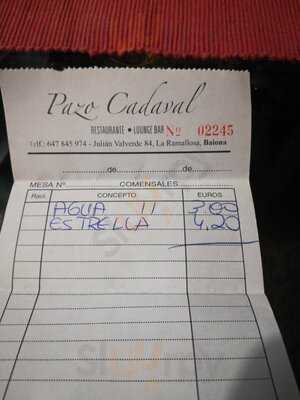 Pazo Cadaval
RESTAURANTE • LOUNGE BAR Nº 02245
Tlf.: 647 845 974 - Julián Valverde 84, La Ramallosa, Baiona
de de
MESA Nº COMENSALES
Raci. CONCEPTO EUROS
AGUA 11 3,00
ESTRELLA 4,20